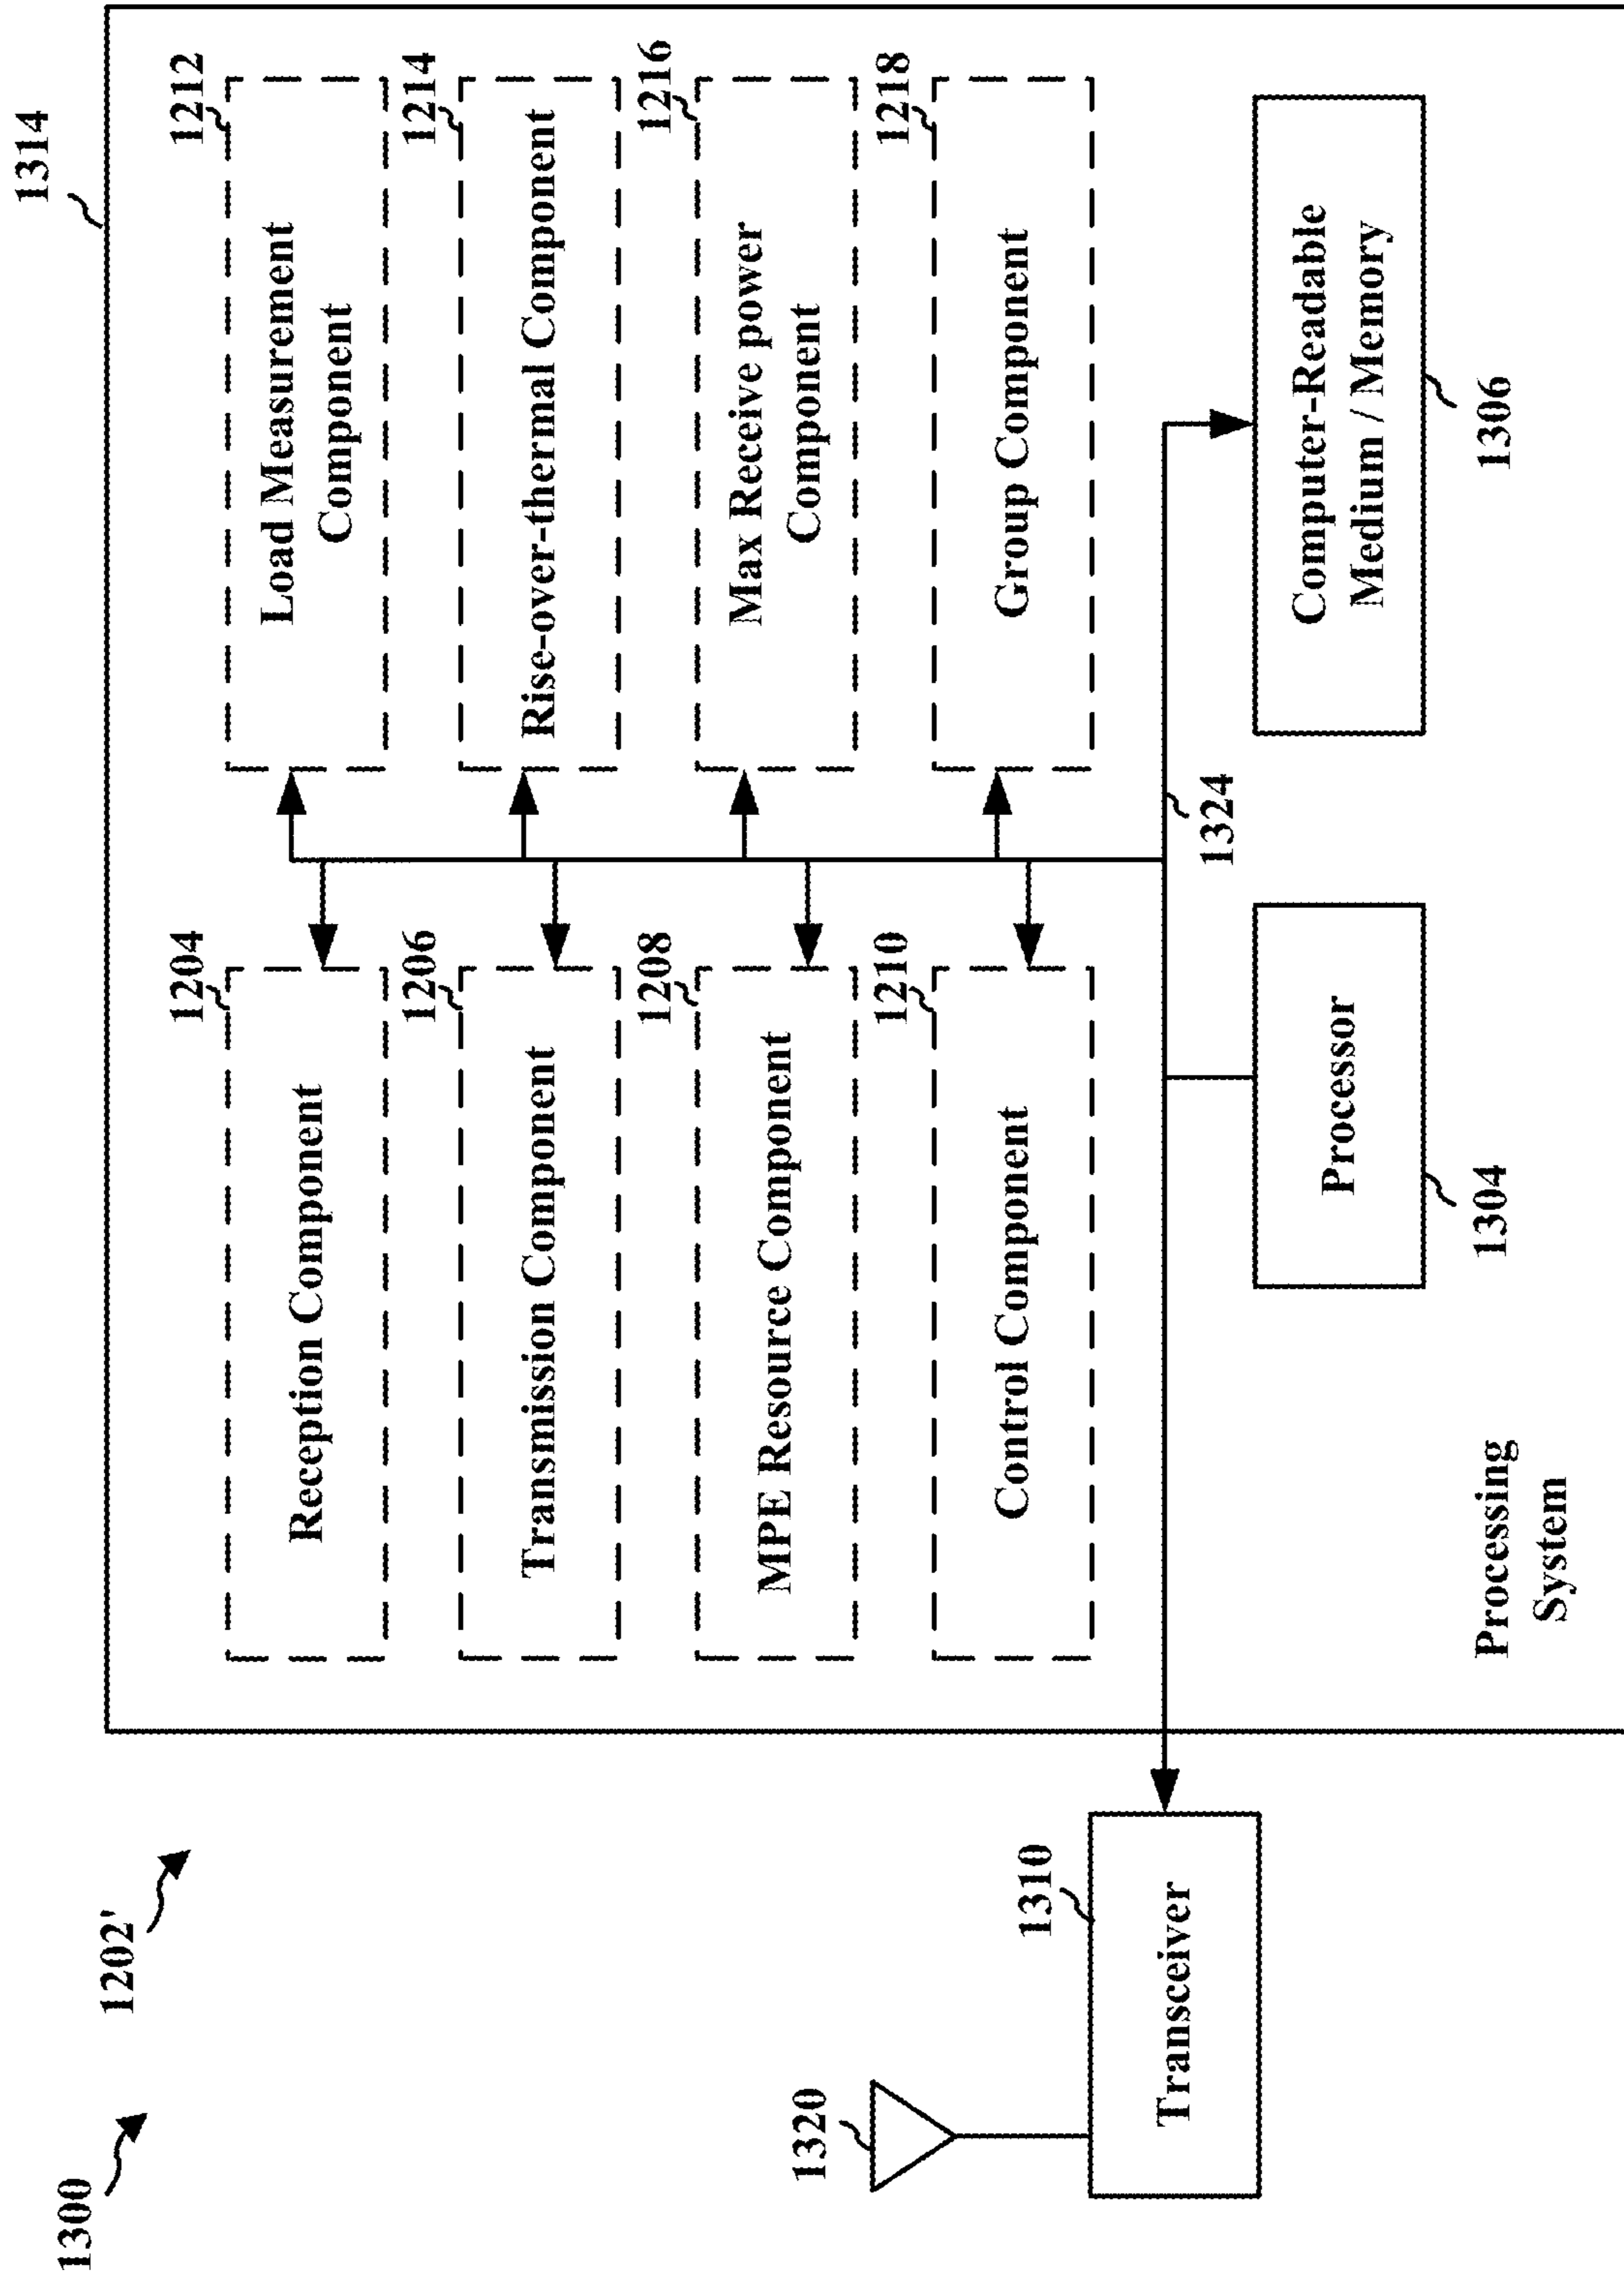 1300
1202'
1314
1204
Reception Component
1212
Load Measurement
Component
1206
Transmission Component
1214
Rise-over-thermal Component
1208
MPE Resource Component
1216
Max Receive power
Component
1210
Control Component
1218
Group Component
1320
1310
Transceiver
1324
Processor
1304
Computer-Readable
Medium / Memory
1306
Processing
System